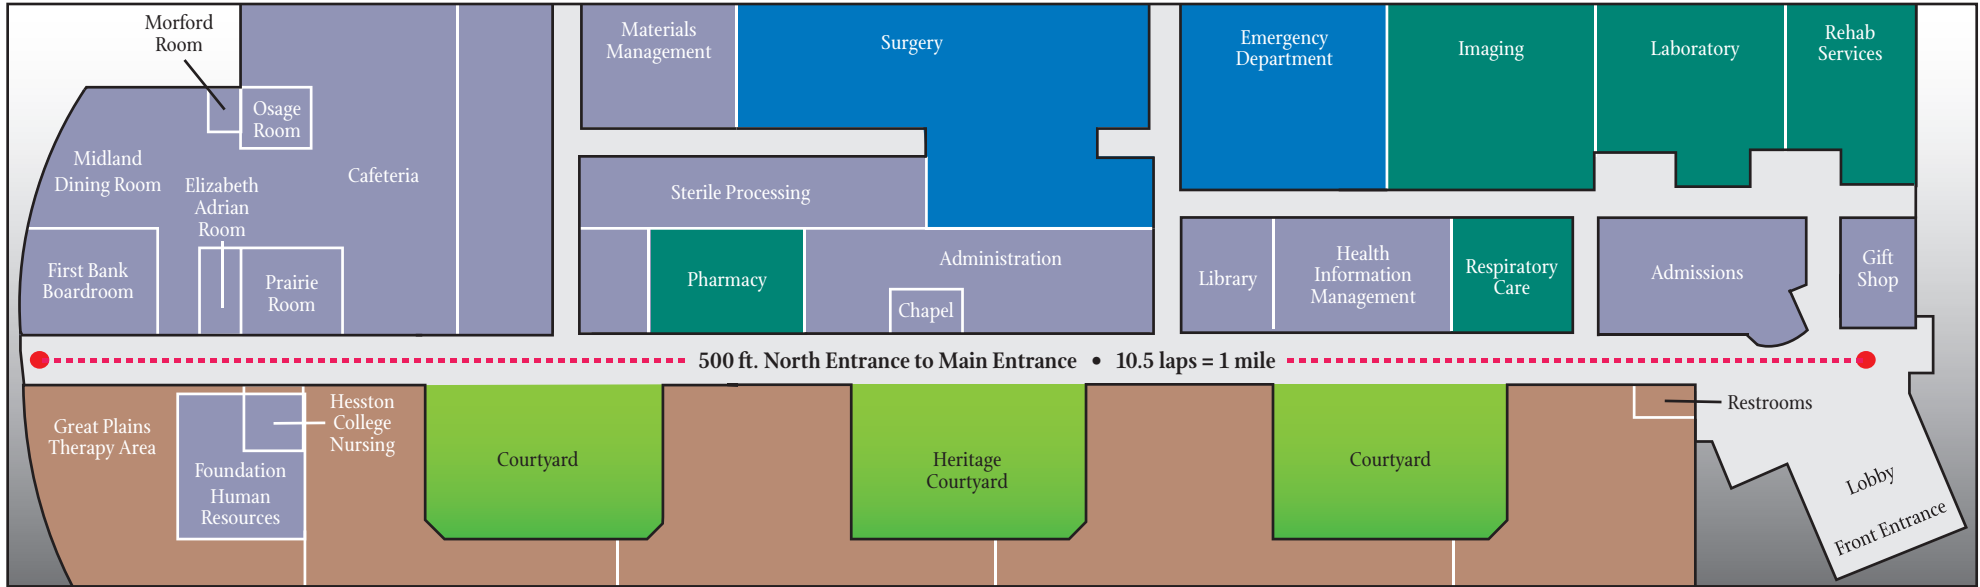 Morford
Room
Osage
Room
Midland
Dining Room
Elizabeth
Adrian
Room
Cafeteria
First Bank
Boardroom
Prairie
Room
Materials
Management
Surgery
Sterile Processing
Pharmacy
Administration
Chapel
Emergency
Department
Imaging
Laboratory
Rehab
Services
Library
Health
Information
Management
Respiratory
Care
Admissions
Gift
Shop
500 ft. North Entrance to Main Entrance • 10.5 laps = 1 mile
Great Plains
Therapy Area
Hesston
College
Nursing
Foundation
Human
Resources
Courtyard
Heritage
Courtyard
Courtyard
Restrooms
Lobby
Front Entrance